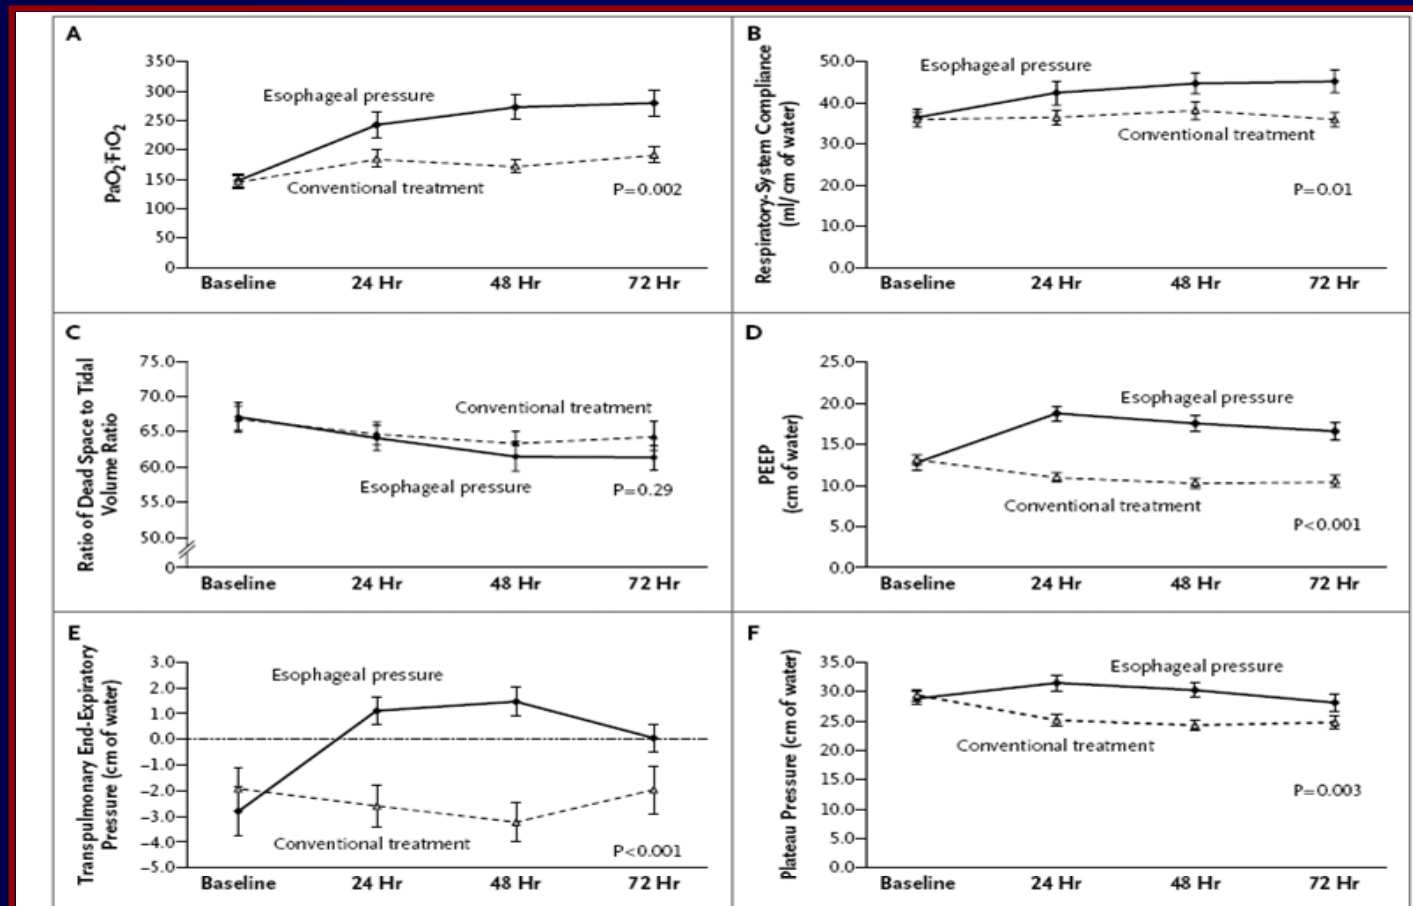 A
PaO2:FIO2
350
300
250
200
150
100
50
0
Esophageal pressure
Conventional treatment
P=0.002
Baseline
24 Hr
48 Hr
72 Hr
B
Respiratory-System Compliance
(ml/ cm of water)
50.0
40.0
30.0
20.0
10.0
0.0
Esophageal pressure
Conventional treatment
P=0.01
Baseline
24 Hr
48 Hr
72 Hr
C
Ratio of Dead Space to Tidal
Volume Ratio
75.0
70.0
65.0
60.0
55.0
50.0
0
Conventional treatment
Esophageal pressure
P=0.29
Baseline
24 Hr
48 Hr
72 Hr
D
PEEP
(cm of water)
25.0
20.0
15.0
10.0
5.0
0.0
Esophageal pressure
Conventional treatment
P<0.001
Baseline
24 Hr
48 Hr
72 Hr
E
Transpulmonary End-Expiratory
Pressure (cm of water)
3.0
2.0
1.0
0.0
−1.0
−2.0
−3.0
−4.0
−5.0
Esophageal pressure
Conventional treatment
P<0.001
Baseline
24 Hr
48 Hr
72 Hr
F
Plateau Pressure (cm of water)
35.0
30.0
25.0
20.0
15.0
10.0
5.0
0.0
Esophageal pressure
Conventional treatment
P=0.003
Baseline
24 Hr
48 Hr
72 Hr